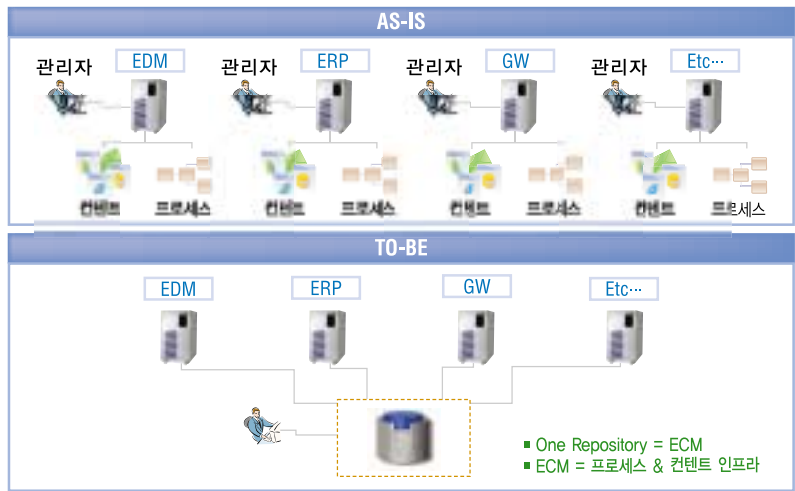 AS-IS
관리자 EDM 관리자 ERP 관리자 GW 관리자 Etc···
컨텐트 프로세스 컨텐트 프로세스 컨텐트 프로세스 컨텐트 프로세스
TO-BE
EDM ERP GW Etc···
■ One Repository = ECM
■ ECM = 프로세스 & 컨텐트 인프라